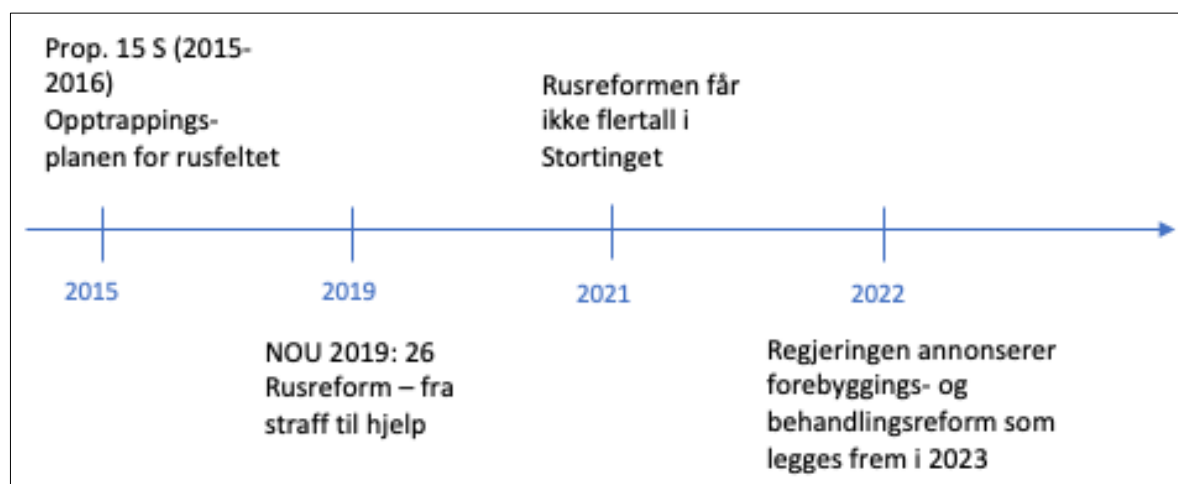 Prop. 15 S (2015-
2016)
Opptrappings-
planen for rusfeltet
Rusreformen får
ikke flertall i
Stortinget
2015
2019
2021
2022
NOU 2019: 26
Rusreform – fra
straff til hjelp
Regjeringen annonserer
forebyggings- og
behandlingsreform som
legges frem i 2023